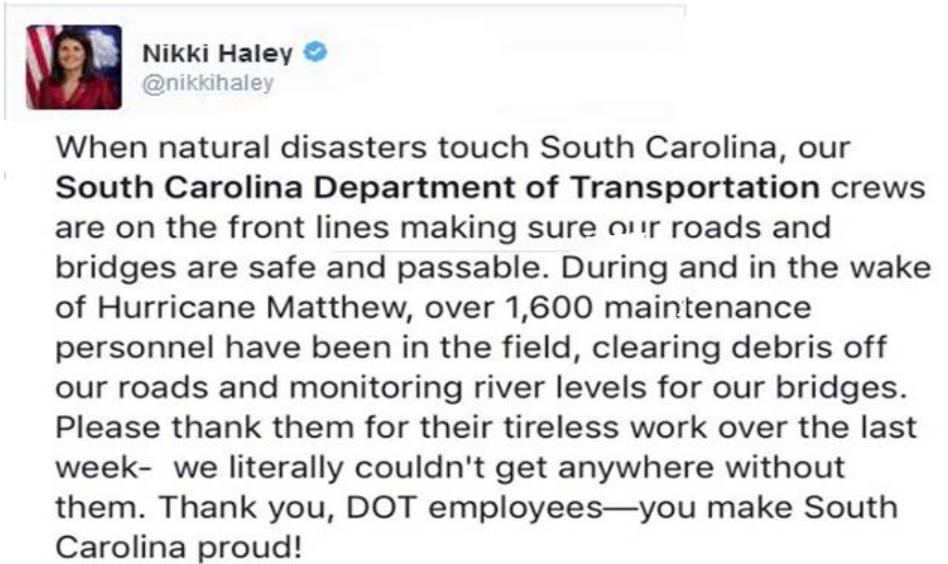 Nikki Haley
@nikkihaley
When natural disasters touch South Carolina, our
South Carolina Department of Transportation crews
are on the front lines making sure our roads and
bridges are safe and passable. During and in the wake
of Hurricane Matthew, over 1,600 maintenance
personnel have been in the field, clearing debris off
our roads and monitoring river levels for our bridges.
Please thank them for their tireless work over the last
week-  we literally couldn't get anywhere without
them. Thank you, DOT employees—you make South
Carolina proud!